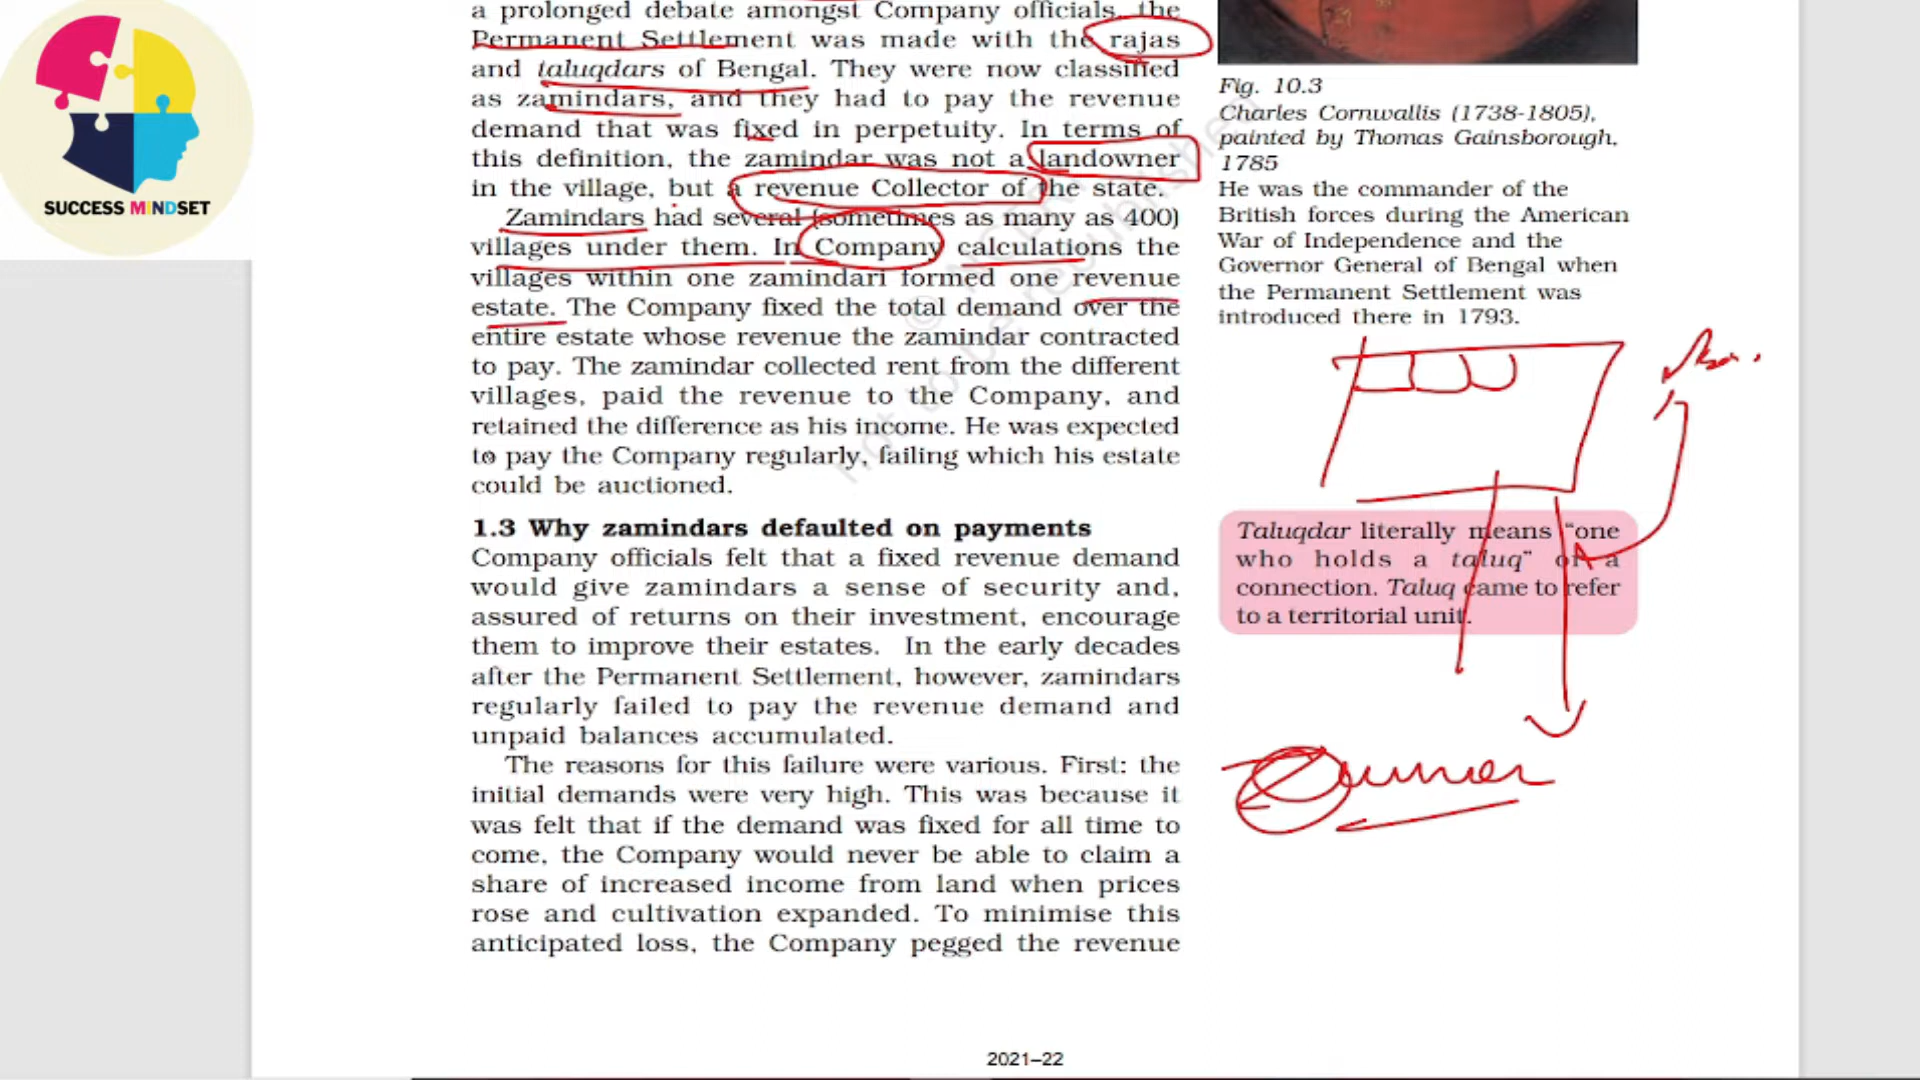 SUCCESS MINDSET
a prolonged debate amongst Company officials, the
Permanent Settlement was made with the rajas
and taluqdars of Bengal. They were now classified
as zamindars, and they had to pay the revenue
demand that was fixed in perpetuity. In terms of
this definition, the zamindar was not a landowner
in the village, but a revenue Collector of the state.
Zamindars had several (sometimes as many as 400)
villages under them. In Company calculations the
villages within one zamindari formed one revenue
estate. The Company fixed the total demand over the
entire estate whose revenue the zamindar contracted
to pay. The zamindar collected rent from the different
villages, paid the revenue to the Company, and
retained the difference as his income. He was expected
to pay the Company regularly, failing which his estate
could be auctioned.
1.3 Why zamindars defaulted on payments
Company officials felt that a fixed revenue demand
would give zamindars a sense of security and,
assured of returns on their investment, encourage
them to improve their estates. In the early decades
after the Permanent Settlement, however, zamindars
regularly failed to pay the revenue demand and
unpaid balances accumulated.
The reasons for this failure were various. First: the
initial demands were very high. This was because it
was felt that if the demand was fixed for all time to
come, the Company would never be able to claim a
share of increased income from land when prices
rose and cultivation expanded. To minimise this
anticipated loss, the Company pegged the revenue
Fig. 10.3
Charles Cornwallis (1738-1805),
painted by Thomas Gainsborough,
1785
He was the commander of the
British forces during the American
War of Independence and the
Governor General of Bengal when
the Permanent Settlement was
introduced there in 1793.
Taluqdar literally means “one
who holds a taluq” or a
connection. Taluq came to refer
to a territorial unit.
not to be republished
2021–22